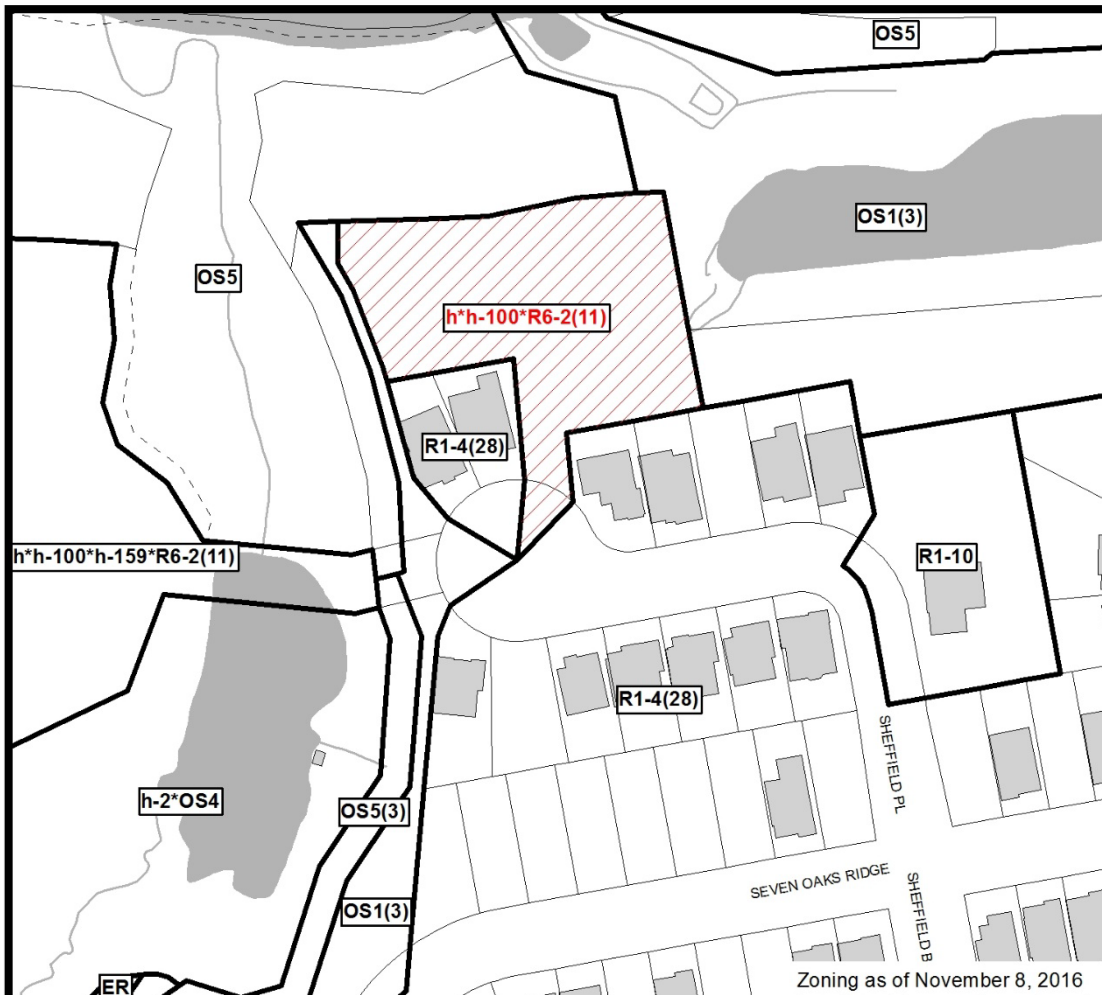 OS5
OS1(3)
OS5
h*h-100*R6-2(11)
R1-4(28)
h*h-100*h-159*R6-2(11)
R1-10
R1-4(28)
SHEFFIELD PL
h-2*OS4
OS5(3)
SEVEN OAKS RIDGE
SHEFFIELD B
OS1(3)
ER
Zoning as of November 8, 2016